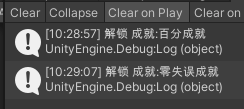 Clear
Collapse
Clear on Play
Clear on
[10:28:57] 解锁 成就:百分成就
UnityEngine.Debug:Log (object)
[10:29:07] 解锁 成就:零失误成就
UnityEngine.Debug:Log (object)